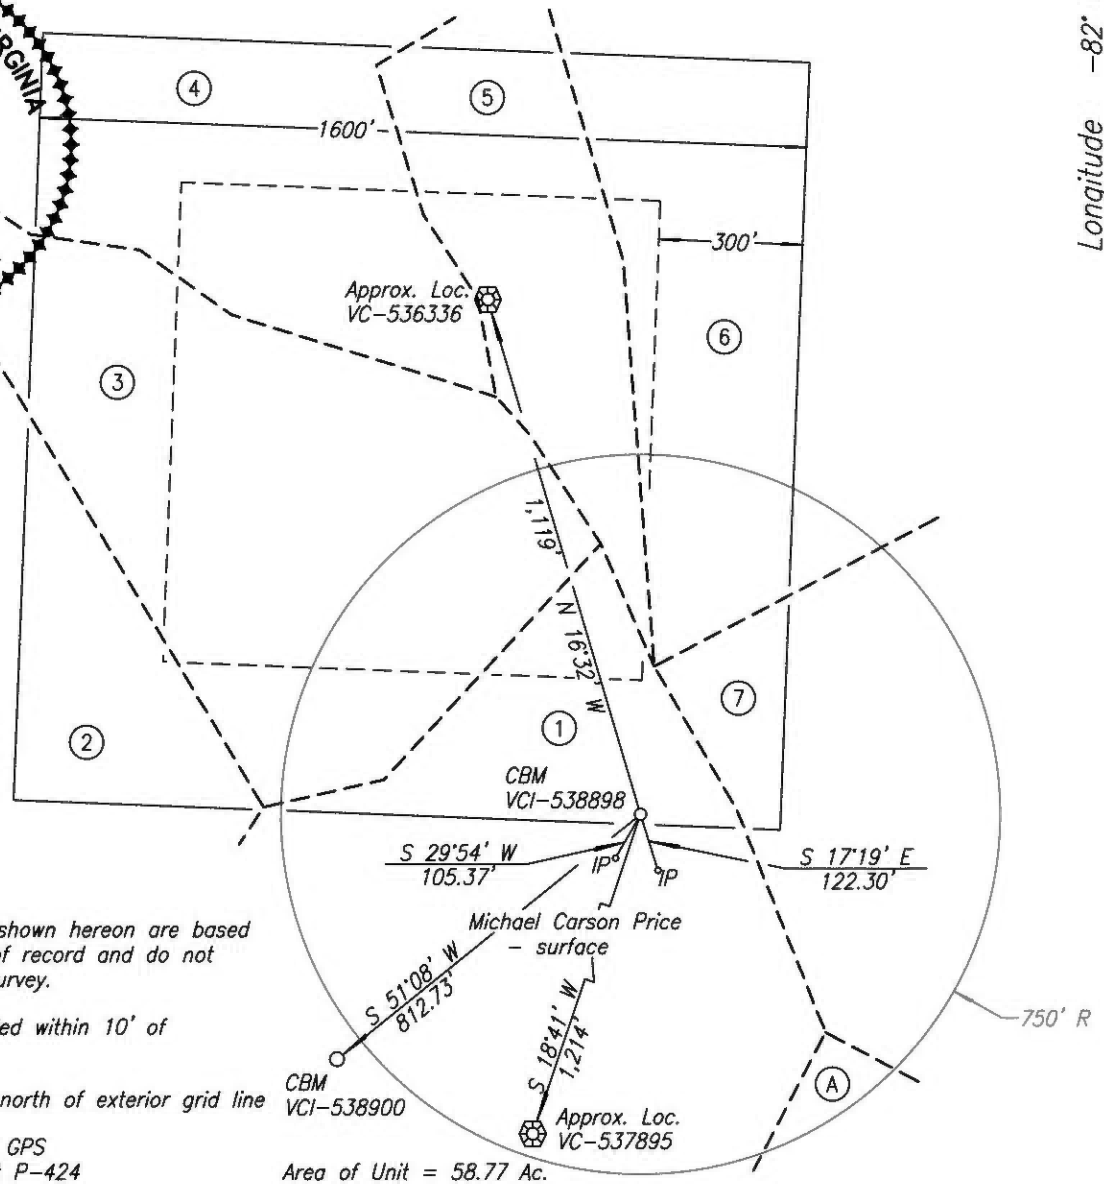 RGINIA
Longitude -82°
4
5
1600'
300'
Approx. Loc.
VC-536336
6
3
1,119'
N 16°32' W
7
1
2
CBM
VCI-538898
S 29°54' W
105.37'
S 17°19' E
122.30'
IP
IP
Michael Carson Price
- surface
shown hereon are based
of record and do not
urvey.
S 51°08' W
812.73'
ed within 10' of
S 18°41' W
1,214'
750' R
A
CBM
VCI-538900
north of exterior grid line
Approx. Loc.
VC-537895
GPS
P-424
Area of Unit = 58.77 Ac.